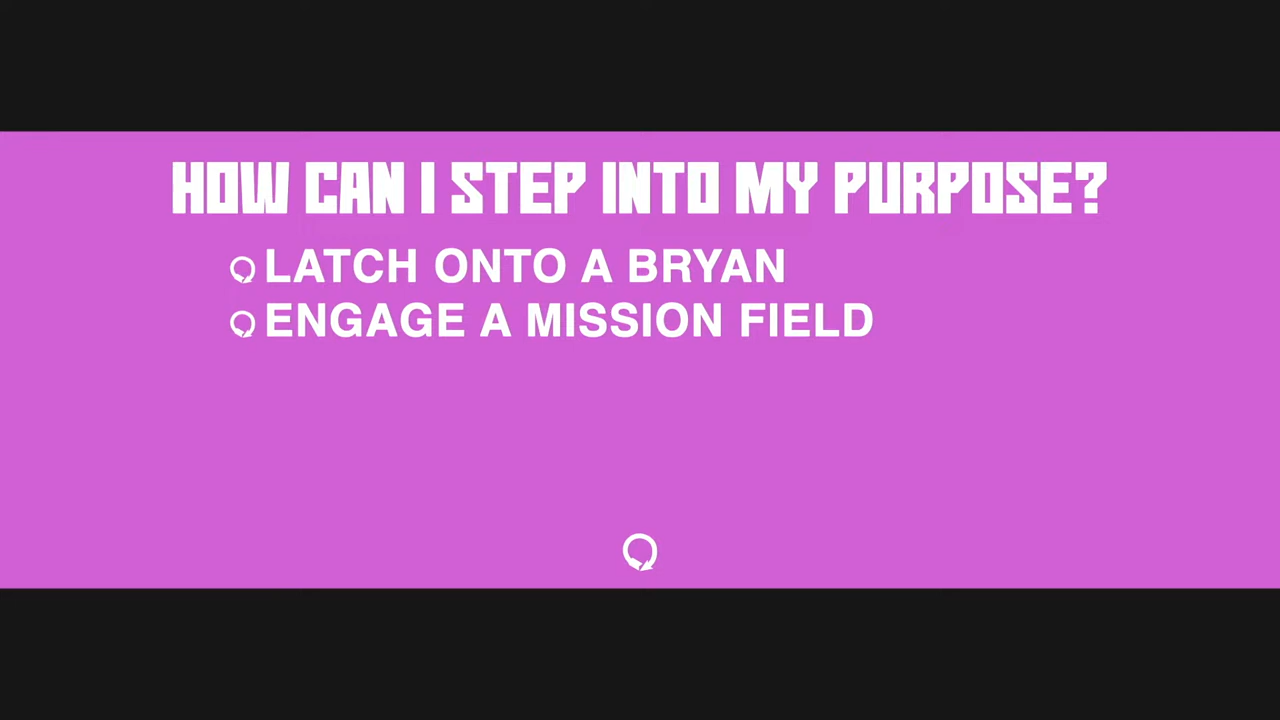 HOW CAN I STEP INTO MY PURPOSE?
LATCH ONTO A BRYAN
ENGAGE A MISSION FIELD